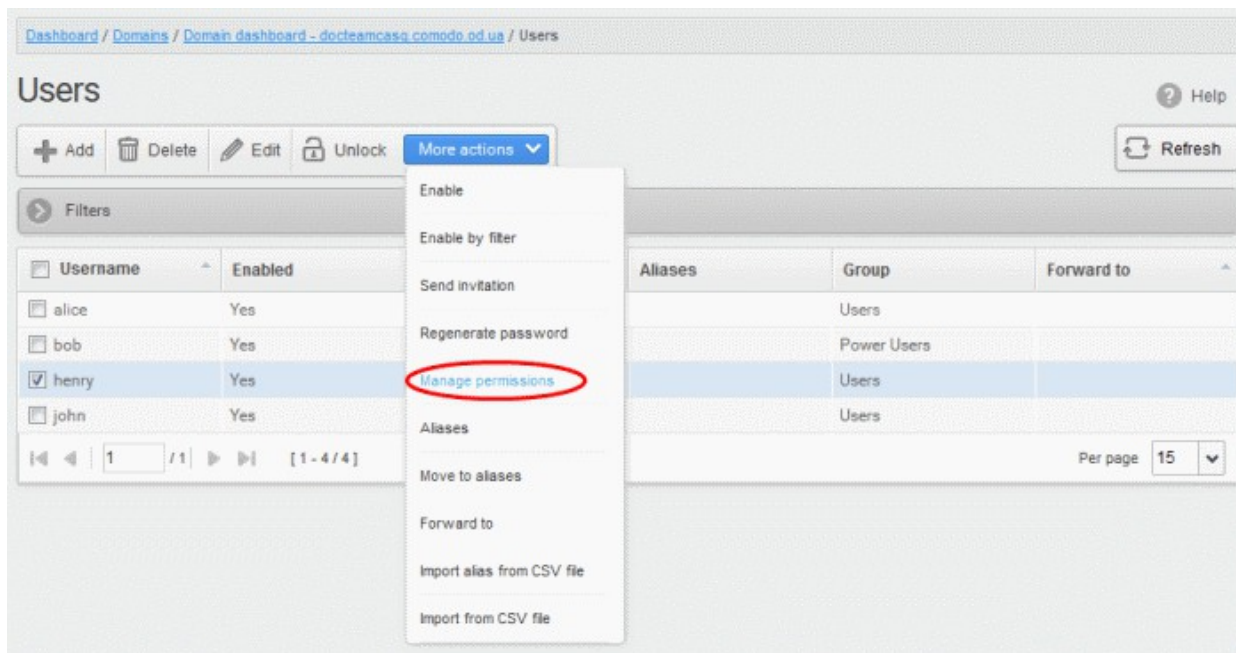 Dashboard / Domains / Domain dashboard - docteamcasg.comodo.od.ua / Users
Users
Help
Add Delete Edit Unlock More actions
Refresh
Filters
Enable
Enable by filter
Send invitation
Regenerate password
Manage permissions
Aliases
Move to aliases
Forward to
Import alias from CSV file
Import from CSV file
Username Enabled Aliases Group Forward to
alice Yes Users
bob Yes Power Users
henry Yes Users
john Yes Users
1 / 1 [ 1 - 4 / 4 ] Per page 15